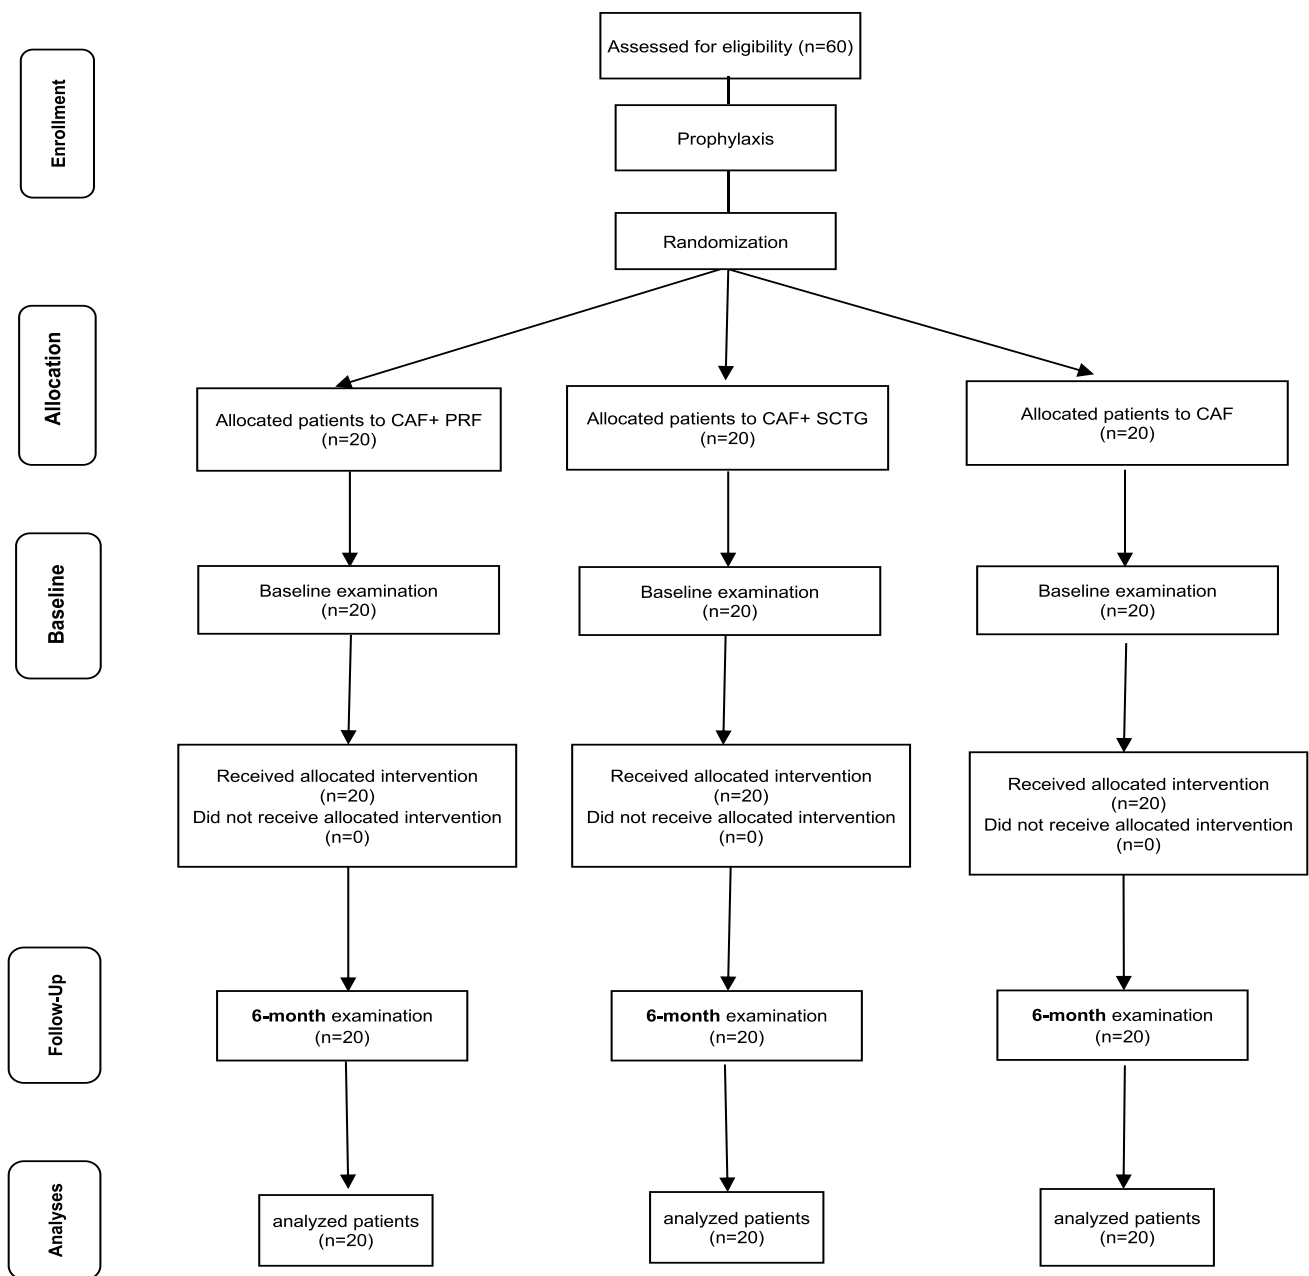 Enrollment
Assessed for eligibility (n=60)
Prophylaxis
Randomization
Allocation
Allocated patients to CAF+ PRF
(n=20)
Allocated patients to CAF+ SCTG
(n=20)
Allocated patients to CAF
(n=20)
Baseline
Baseline examination
(n=20)
Baseline examination
(n=20)
Baseline examination
(n=20)
Received allocated intervention
(n=20)
Did not receive allocated intervention
(n=0)
Received allocated intervention
(n=20)
Did not receive allocated intervention
(n=0)
Received allocated intervention
(n=20)
Did not receive allocated intervention
(n=0)
Follow-Up
6-month examination
(n=20)
6-month examination
(n=20)
6-month examination
(n=20)
Analyses
analyzed patients
(n=20)
analyzed patients
(n=20)
analyzed patients
(n=20)